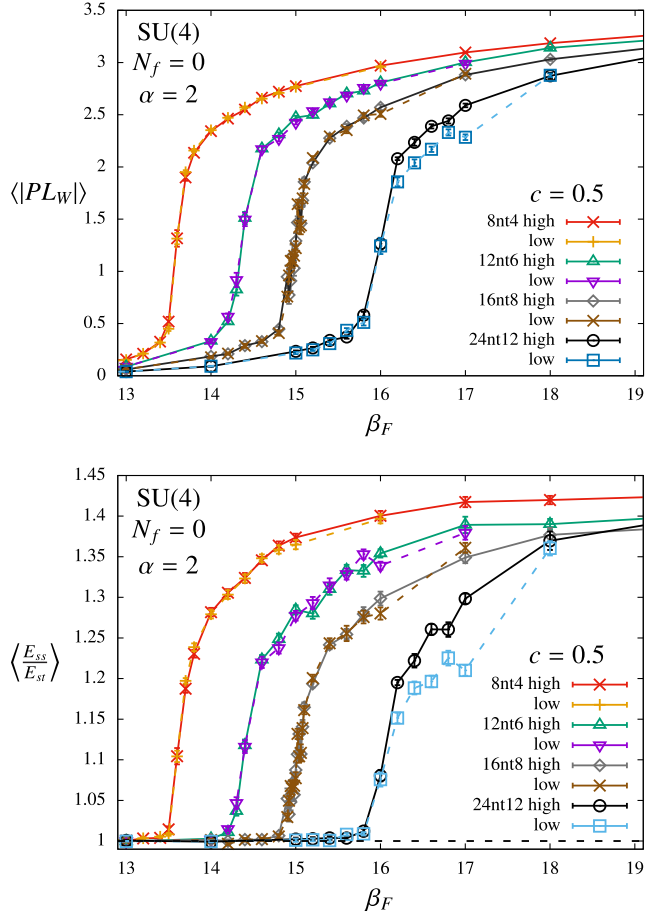 3.5
3
2.5
2
1.5
1
0.5
0
⟨|PL_W|⟩
SU(4)
N_f = 0
α = 2
c = 0.5
8nt4 high
low
12nt6 high
low
16nt8 high
low
24nt12 high
low
13 14 15 16 17 18 19
β_F
1.45
1.4
1.35
1.3
1.25
1.2
1.15
1.1
1.05
1
⟨E_ss/E_st⟩
SU(4)
N_f = 0
α = 2
c = 0.5
8nt4 high
low
12nt6 high
low
16nt8 high
low
24nt12 high
low
13 14 15 16 17 18 19
β_F